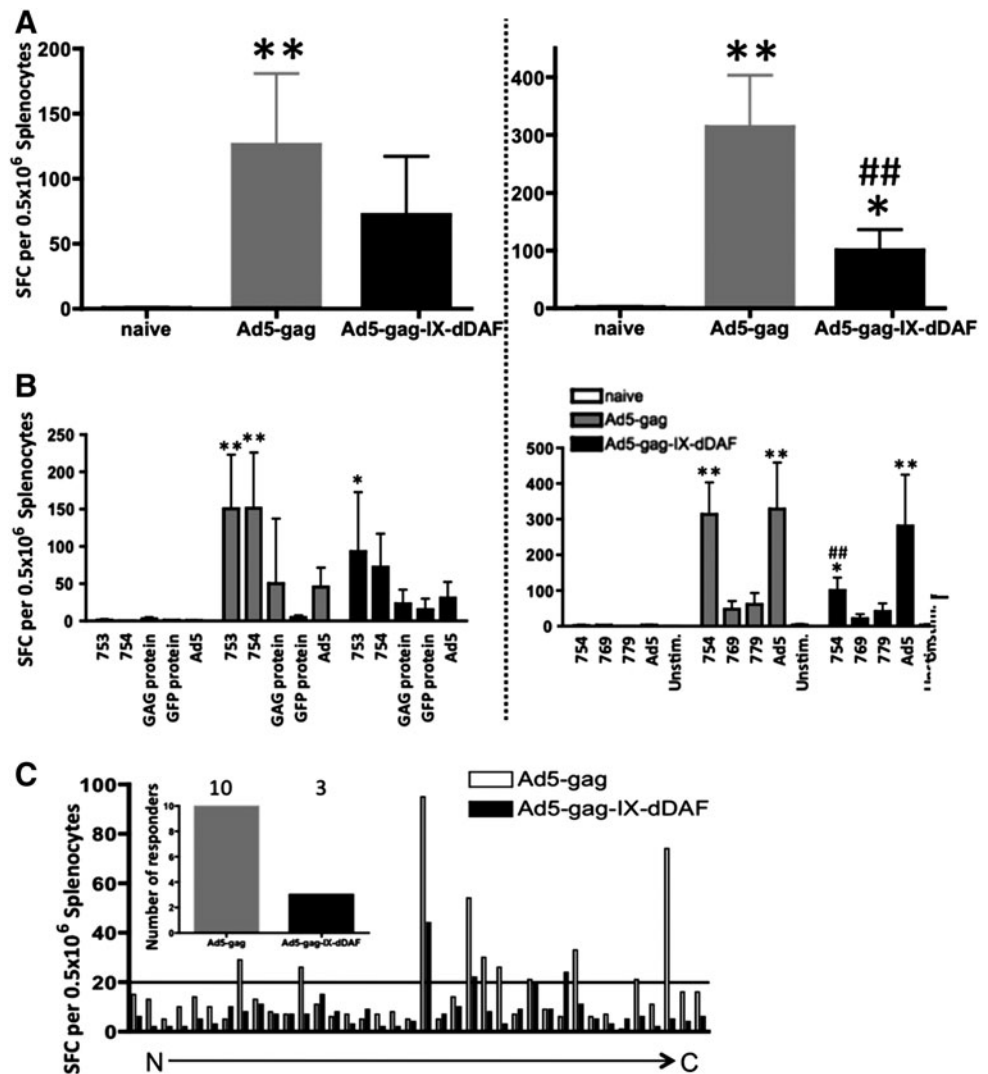 A
SFC per 0.5x10⁶ Splenocytes
200
150
100
50
0
**
naive
Ad5-gag
Ad5-gag-IX-dDAF
400
300
200
100
0
**
##
*
naive
Ad5-gag
Ad5-gag-IX-dDAF
B
SFC per 0.5x10⁶ Splenocytes
250
200
150
100
50
0
** **
*
753
754
GAG protein
GFP protein
Ad5
753
754
GAG protein
GFP protein
Ad5
753
754
GAG protein
GFP protein
Ad5
naive
Ad5-gag
Ad5-gag-IX-dDAF
500
400
300
200
100
0
**
**
##
*
**
754
769
779
Ad5
Unstim.
754
769
779
Ad5
Unstim.
754
769
779
Ad5
C
SFC per 0.5x10⁶ Splenocytes
100
80
60
40
20
0
Number of responders
10
8
6
4
2
0
10
3
Ad5-gag
Ad5-gag-IX-dDAF
Ad5-gag
Ad5-gag-IX-dDAF
N
C